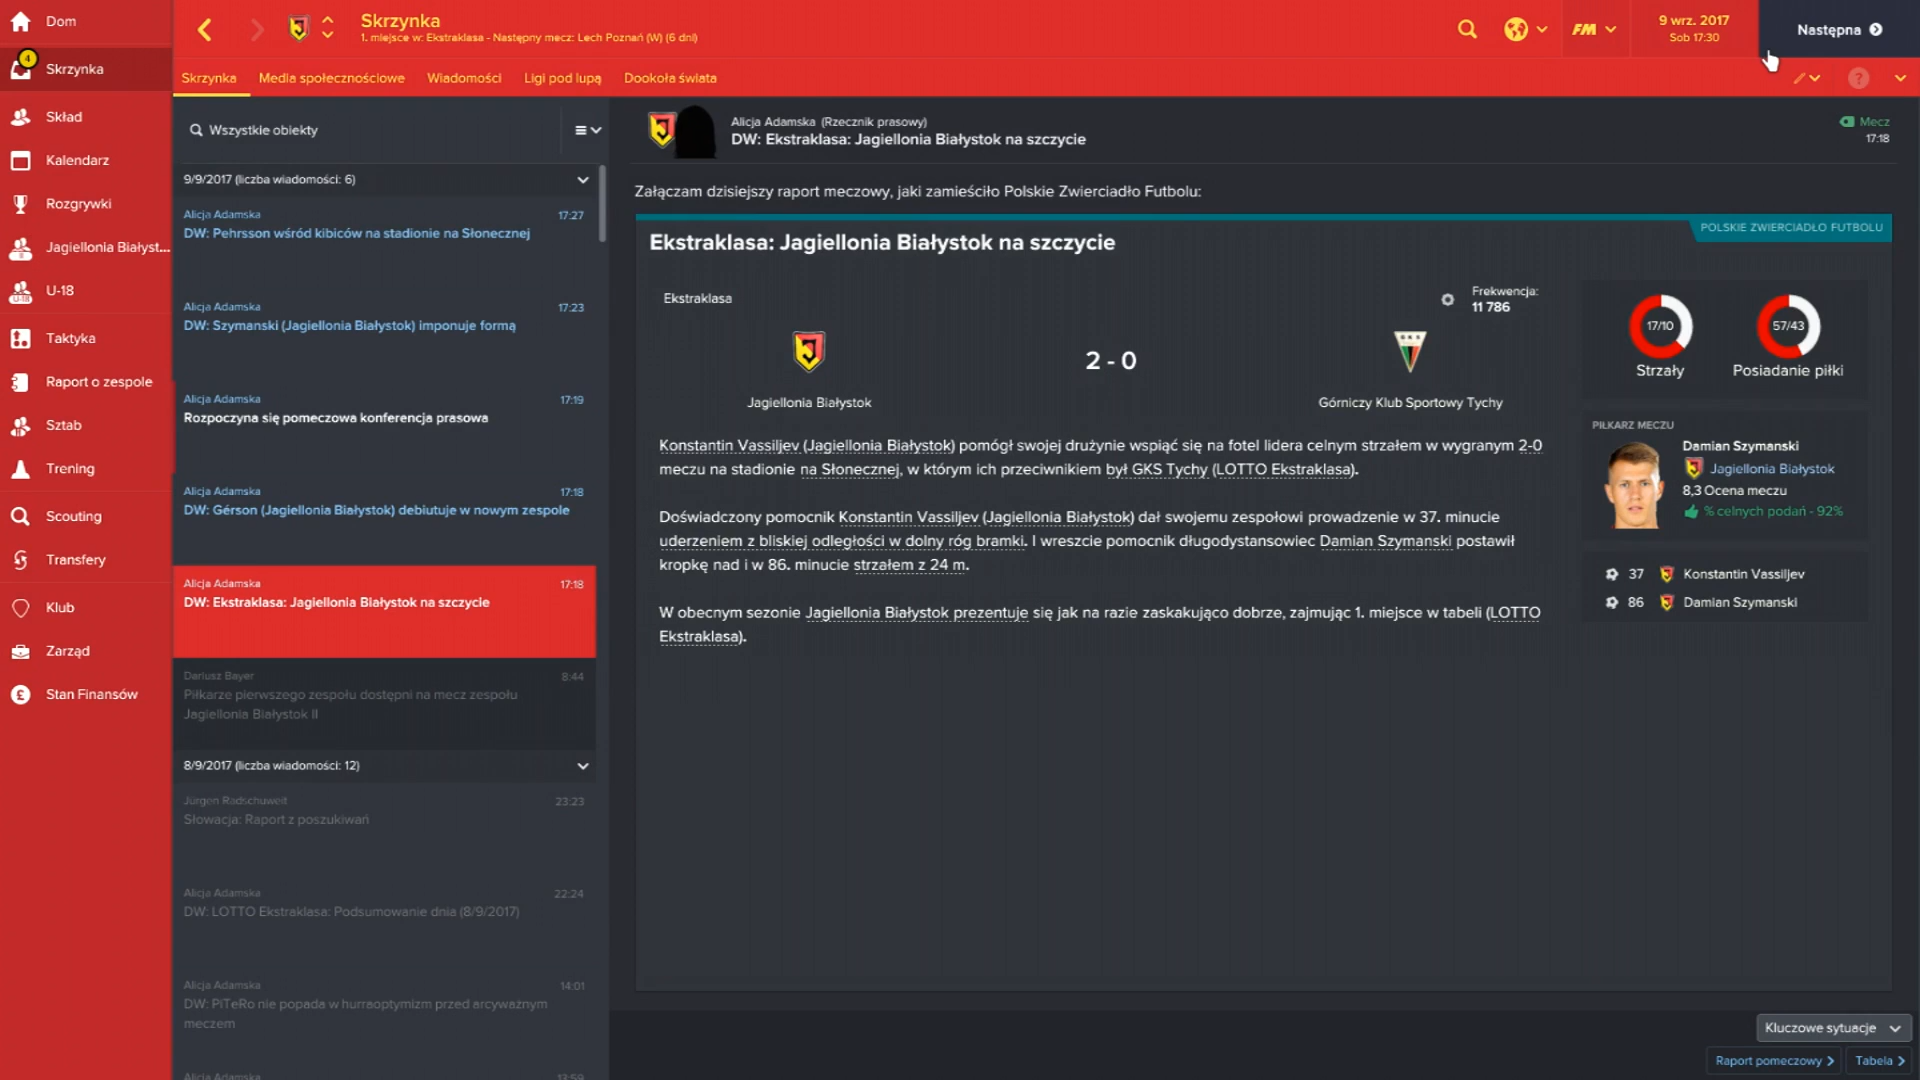 Dom
4
Skrzynka
Skład
Kalendarz
Rozgrywki
Jagiellonia Białyst...
U-18
Taktyka
Raport o zespole
Sztab
Trening
Scouting
Transfery
Klub
Zarząd
Stan Finansów
Skrzynka
1. miejsce w: Ekstraklasa - Następny mecz: Lech Poznań (W) (6 dni)
FM
9 wrz. 2017
Sob 17:30
Następna
Skrzynka
Media społecznościowe
Wiadomości
Ligi pod lupą
Dookoła świata
?
Wszystkie obiekty
9/9/2017 (liczba wiadomości: 6)
Alicja Adamska 17:27
DW: Pehrsson wśród kibiców na stadionie na Słonecznej
Alicja Adamska 17:23
DW: Szymanski (Jagiellonia Białystok) imponuje formą
Alicja Adamska 17:19
Rozpoczyna się pomeczowa konferencja prasowa
Alicja Adamska 17:18
DW: Gérson (Jagiellonia Białystok) debiutuje w nowym zespole
Alicja Adamska 17:18
DW: Ekstraklasa: Jagiellonia Białystok na szczycie
Dariusz Bayer 8:44
Piłkarze pierwszego zespołu dostępni na mecz zespołu
Jagiellonia Białystok II
8/9/2017 (liczba wiadomości: 12)
Jürgen Radschuweit 23:23
Słowacja: Raport z poszukiwań
Alicja Adamska 22:24
DW: LOTTO Ekstraklasa: Podsumowanie dnia (8/9/2017)
Alicja Adamska 14:01
DW: PiTeRo nie popada w hurraoptymizm przed arcyważnym
meczem
Alicja Adamska 13:59
Alicja Adamska (Rzecznik prasowy)
DW: Ekstraklasa: Jagiellonia Białystok na szczycie
Mecz
17:18
Załączam dzisiejszy raport meczowy, jaki zamieściło Polskie Zwierciadło Futbolu:
POLSKIE ZWIERCIADŁO FUTBOLU
Ekstraklasa: Jagiellonia Białystok na szczycie
Ekstraklasa
Frekwencja:
11 786
2 - 0
GKS
Jagiellonia Białystok
Górniczy Klub Sportowy Tychy
Konstantin Vassiljev (Jagiellonia Białystok) pomógł swojej drużynie wspiąć się na fotel lidera celnym strzałem w wygranym 2-0
meczu na stadionie na Słonecznej, w którym ich przeciwnikiem był GKS Tychy (LOTTO Ekstraklasa).
Doświadczony pomocnik Konstantin Vassiljev (Jagiellonia Białystok) dał swojemu zespołowi prowadzenie w 37. minucie
uderzeniem z bliskiej odległości w dolny róg bramki. I wreszcie pomocnik długodystansowiec Damian Szymanski postawił
kropkę nad i w 86. minucie strzałem z 24 m.
W obecnym sezonie Jagiellonia Białystok prezentuje się jak na razie zaskakująco dobrze, zajmując 1. miejsce w tabeli (LOTTO
Ekstraklasa).
17/10
57/43
Strzały
Posiadanie piłki
PIŁKARZ MECZU
Damian Szymanski
Jagiellonia Białystok
8,3 Ocena meczu
% celnych podań - 92%
37 Konstantin Vassiljev
86 Damian Szymanski
Kluczowe sytuacje
Raport pomeczowy
Tabela